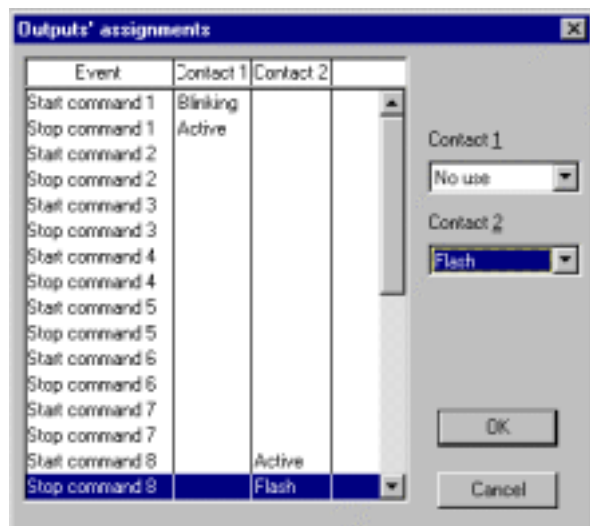 Outputs' assignments
Event Contact 1 Contact 2
Start command 1 Blinking
Stop command 1 Active
Start command 2
Stop command 2
Start command 3
Stop command 3
Start command 4
Stop command 4
Start command 5
Stop command 5
Start command 6
Stop command 6
Start command 7
Stop command 7
Start command 8 Active
Stop command 8 Flash
Contact 1
No use
Contact 2
Flash
OK
Cancel